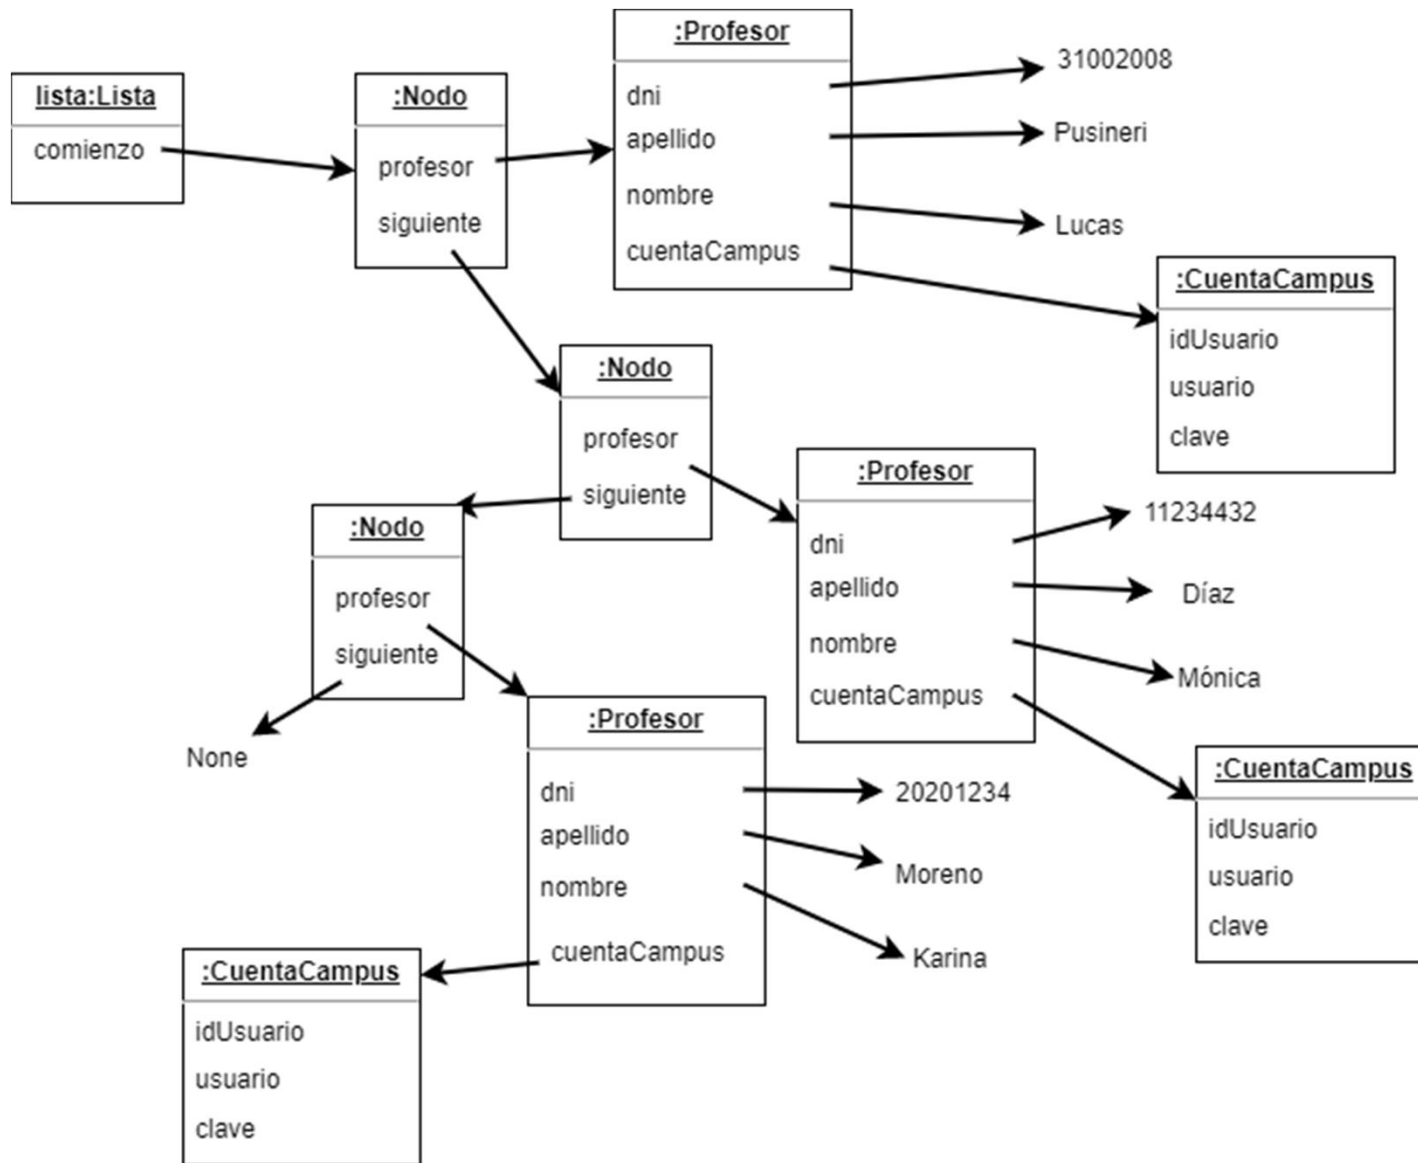 lista:Lista
comienzo
:Nodo
profesor
siguiente
:Profesor
dni
apellido
nombre
cuentaCampus
31002008
Pusineri
Lucas
:CuentaCampus
idUsuario
usuario
clave
:Nodo
profesor
siguiente
:Profesor
dni
apellido
nombre
cuentaCampus
11234432
Díaz
Mónica
:CuentaCampus
idUsuario
usuario
clave
:Nodo
profesor
siguiente
None
:Profesor
dni
apellido
nombre
cuentaCampus
20201234
Moreno
Karina
:CuentaCampus
idUsuario
usuario
clave